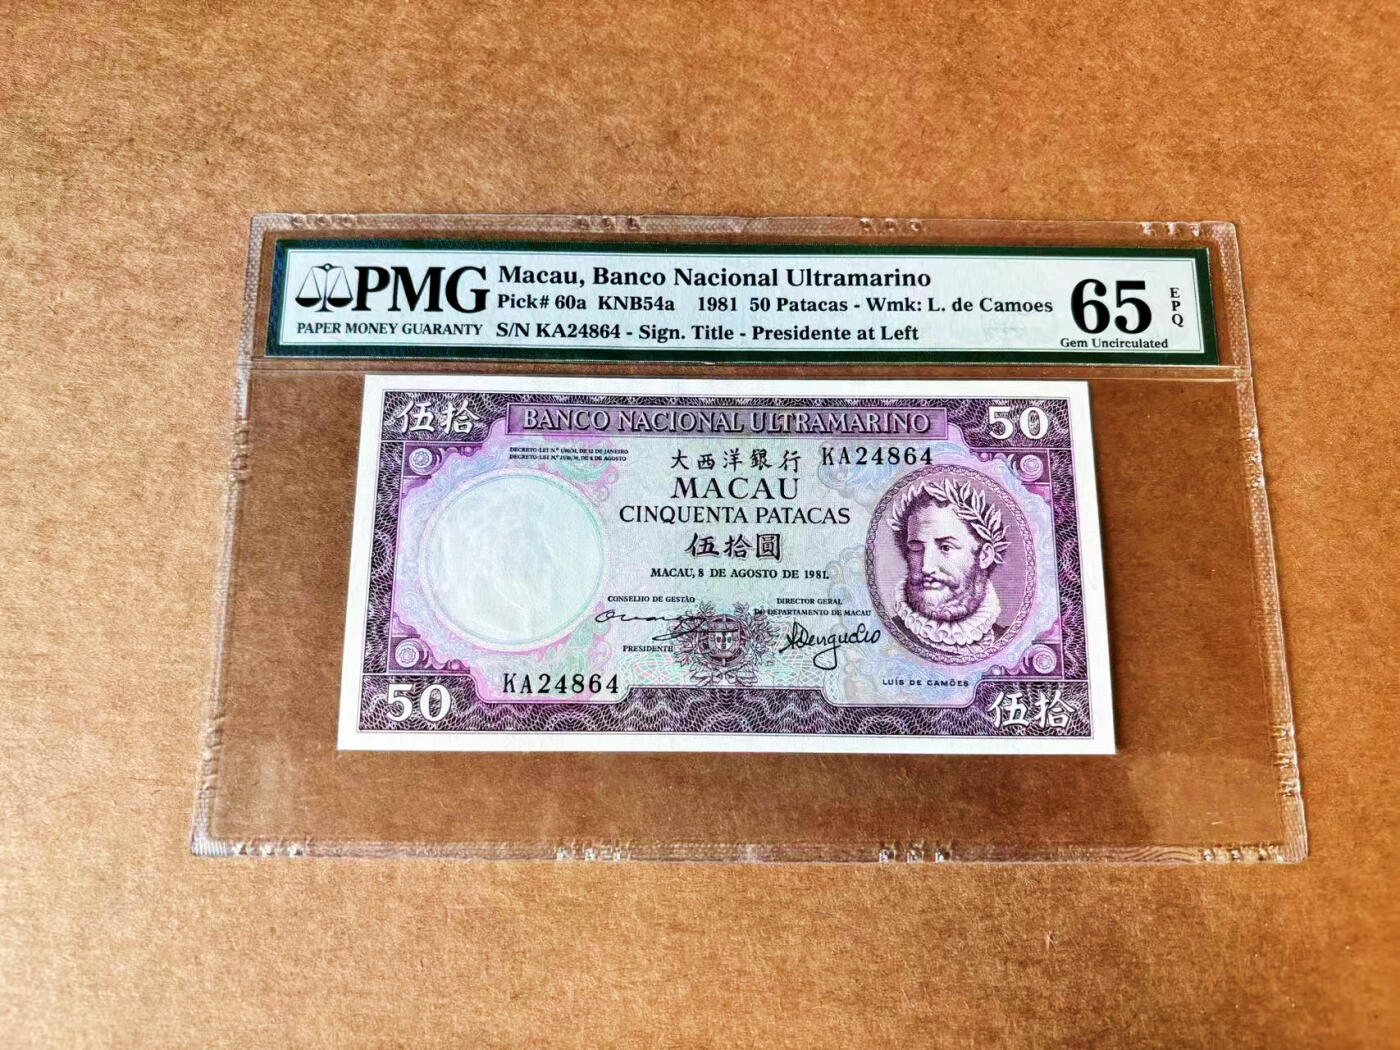 PMG
PAPER MONEY GUARANTY
Macau, Banco Nacional Ultramarino
Pick# 60a KNB54a 1981 50 Patacas - Wmk: L. de Camoes
S/N KA24864 - Sign. Title - Presidente at Left
65
EPQ
Gem Uncirculated
伍拾
BANCO NACIONAL ULTRAMARINO
50
大西洋銀行 KA24864
MACAU
CINQUENTA PATACAS
伍拾圓
MACAU, 8 DE AGOSTO DE 1981.
CONSELHO DE GESTÃO
DIRECTOR GERAL
DO DEPARTAMENTO DE MACAU
PRESIDENTE
KA24864
LUÍS DE CAMÕES
50
伍拾